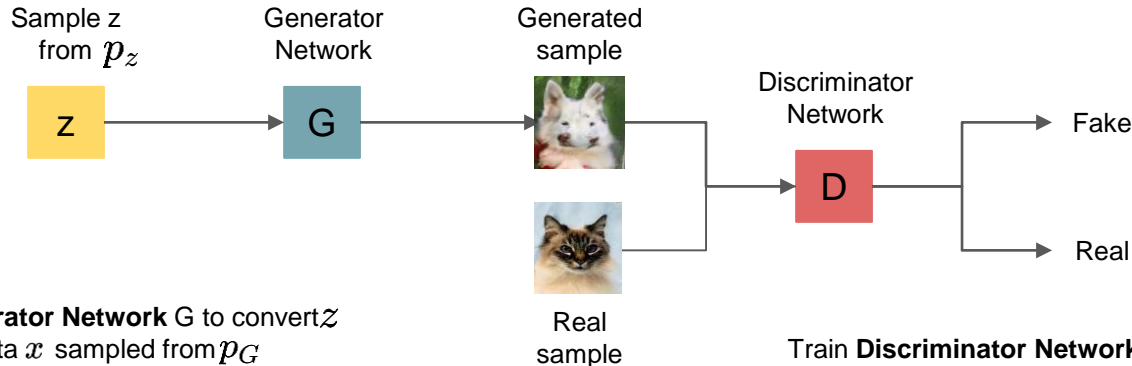 Sample z
from p_z
Generator
Network
Generated
sample
Discriminator
Network
z
G
D
Fake
Real
Real
sample
rator Network G to convert z
ta x sampled from p_G
Train Discriminator Network